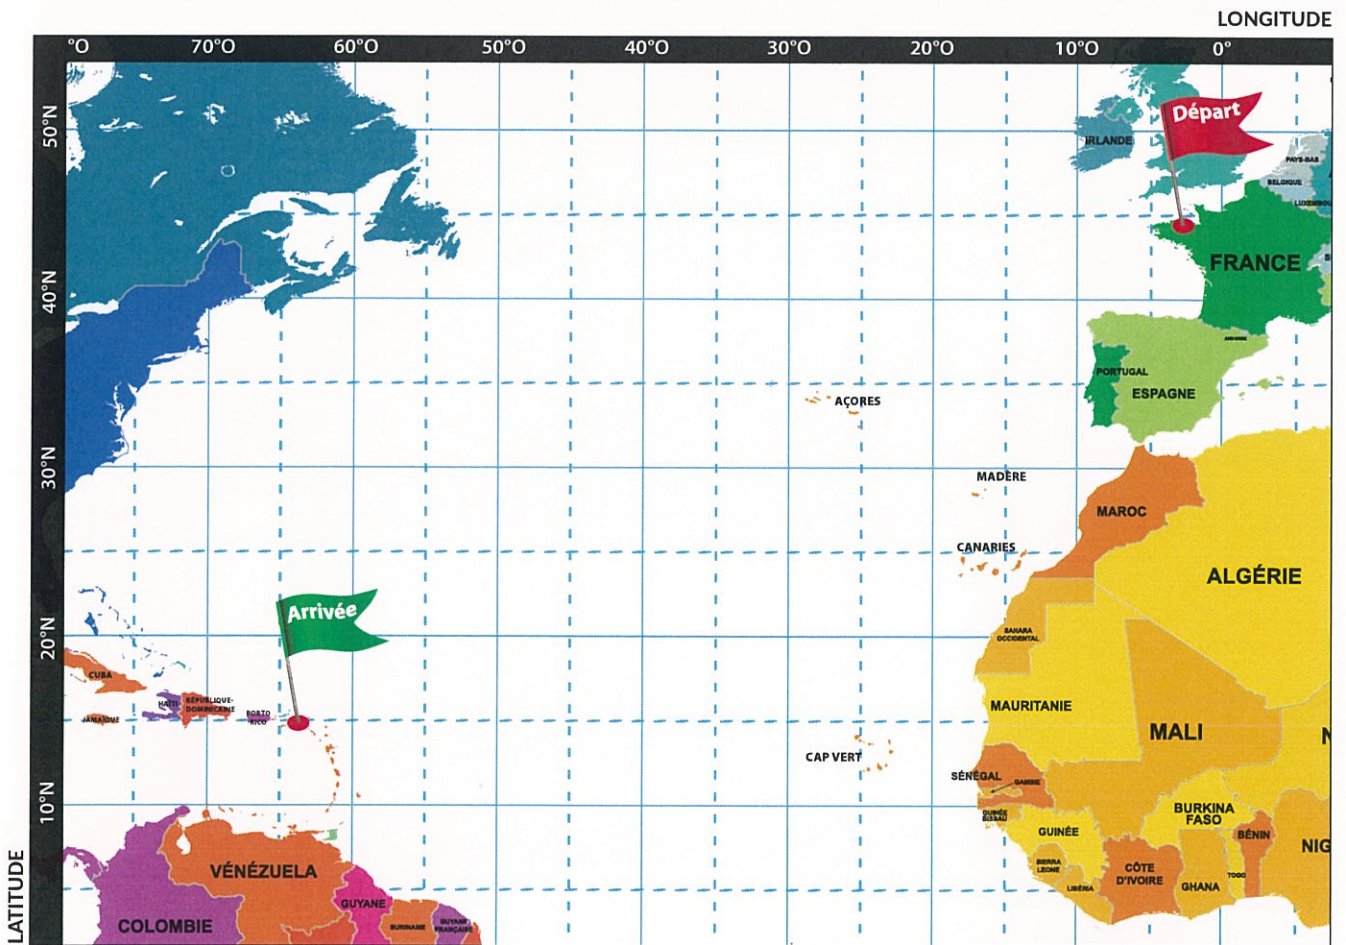 LONGITUDE
°O 70°O 60°O 50°O 40°O 30°O 20°O 10°O 0°
50°N
Départ
IRLANDE
PAYS-BAS
BELGIQUE
FRANCE
40°N
ANDORRE
PORTUGAL
ESPAGNE
AÇORES
30°N
MADÈRE
MAROC
CANARIES
ALGÉRIE
Arrivée
20°N
SAHARA
OCCIDENTAL
CUBA
HAÏTI
RÉPUBLIQUE-
DOMINICAINE
PORTO
RICO
JAMAÏQUE
MAURITANIE
MALI
N
CAP VERT
SÉNÉGAL
GAMBIE
10°N
GUINÉE
BISSAU
BURKINA
FASO
GUINÉE
BÉNIN
NIG
SIERRA
LEONE
LIBÉRIA
CÔTE
D'IVOIRE
GHANA
TOGO
VÉNÉZUELA
GUYANE
COLOMBIE
SURINAME
GUYANE
FRANÇAISE
LATITUDE